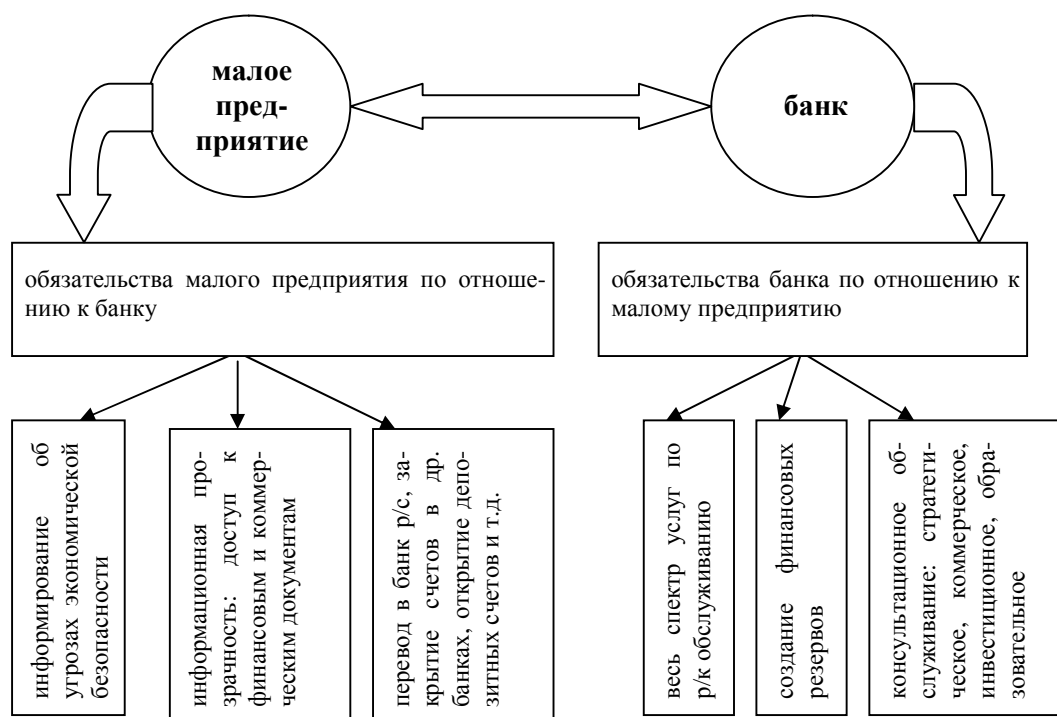 малое
пред-
приятие
банк
обязательства малого предприятия по отноше-
нию к банку
обязательства банка по отношению к
малому предприятию
информирование об
угрозах экономической
безопасности
информационная про-
зрачность: доступ к
финансовым и коммер-
ческим документам
перевод в банк р/с, за-
крытие счетов в др.
банках, открытие депо-
зитных счетов и т.д.
весь спектр услуг по
р/к обслуживанию
создание финансовых
резервов
консультационное об-
служивание: стратеги-
ческое, коммерческое,
инвестиционное, обра-
зовательное